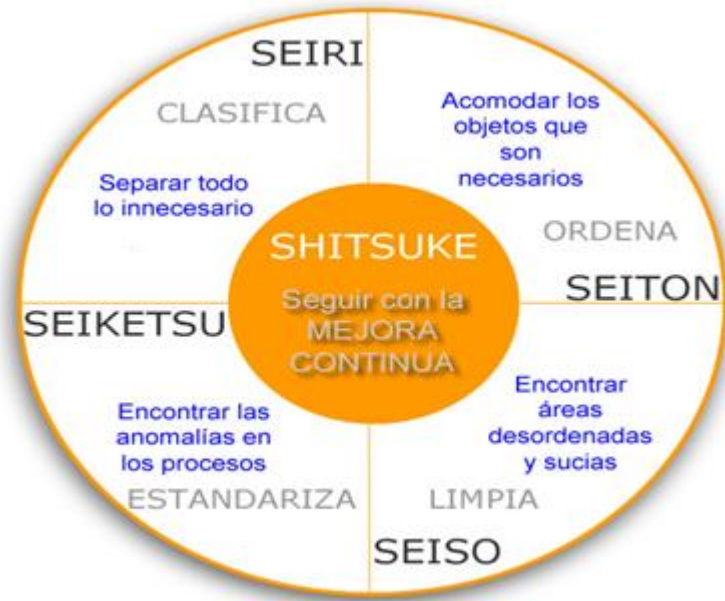 SEIRI
CLASIFICA
Separar todo
lo innecesario
Acomodar los
objetos que
son
necesarios
ORDENA
SEITON
SHITSUKE
Seguir con la
MEJORA
CONTINUA
SEIKETSU
Encontrar las
anomalías en
los procesos
ESTANDARIZA
Encontrar
áreas
desordenadas
y sucias
LIMPIA
SEISO